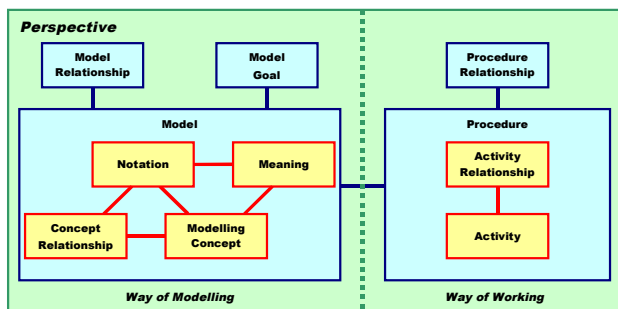 Perspective
Model
Relationship
Model
Goal
Procedure
Relationship
Model
Procedure
Notation
Meaning
Activity
Relationship
Concept
Relationship
Modelling
Concept
Activity
Way of Modelling
Way of Working